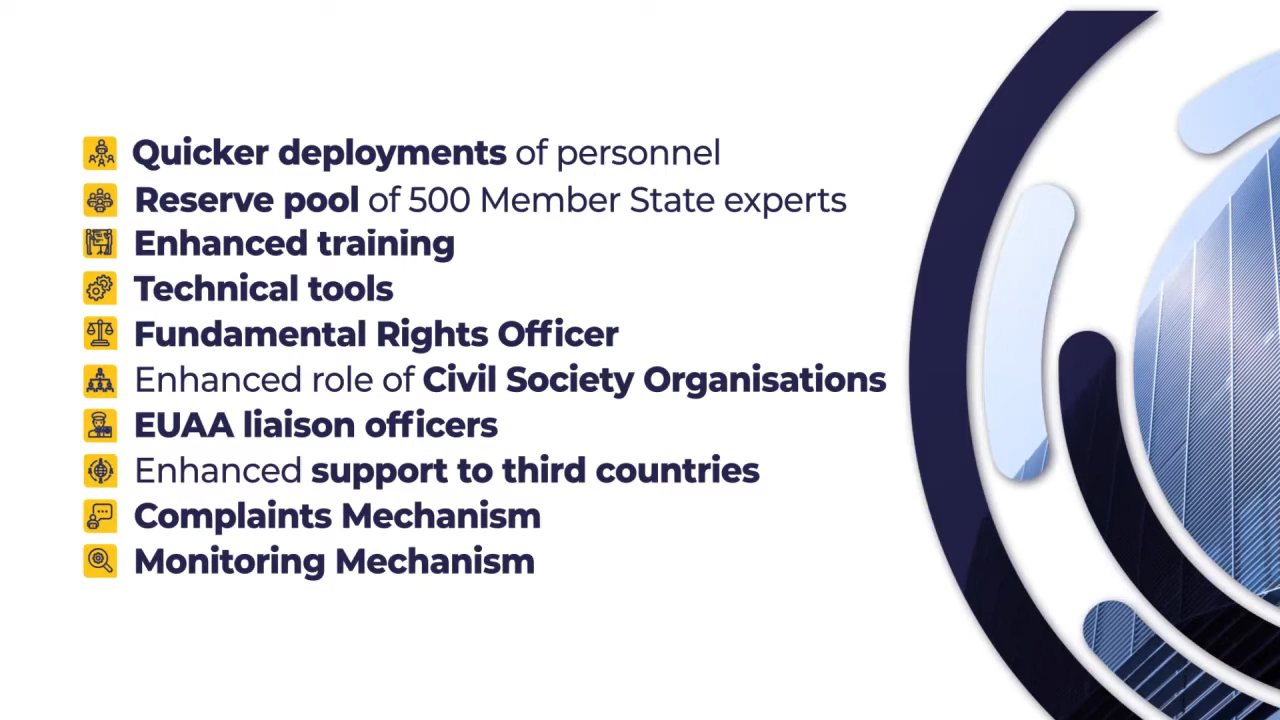 Quicker deployments of personnel
Reserve pool of 500 Member State experts
Enhanced training
Technical tools
Fundamental Rights Officer
Enhanced role of Civil Society Organisations
EUAA liaison officers
Enhanced support to third countries
Complaints Mechanism
Monitoring Mechanism